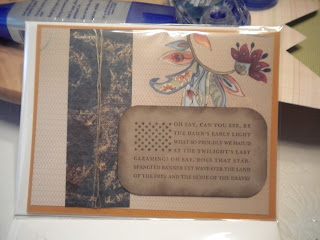 OH SAY, CAN YOU SEE, BY
THE DAWN'S EARLY LIGHT
WHAT SO PROUDLY WE HAIL'D
AT THE TWILIGHT'S LAST
GLEAMING? OH SAY, DOES THAT STAR-
SPANGLED BANNER YET WAVE O'ER THE LAND
OF THE FREE AND THE HOME OF THE BRAVE?